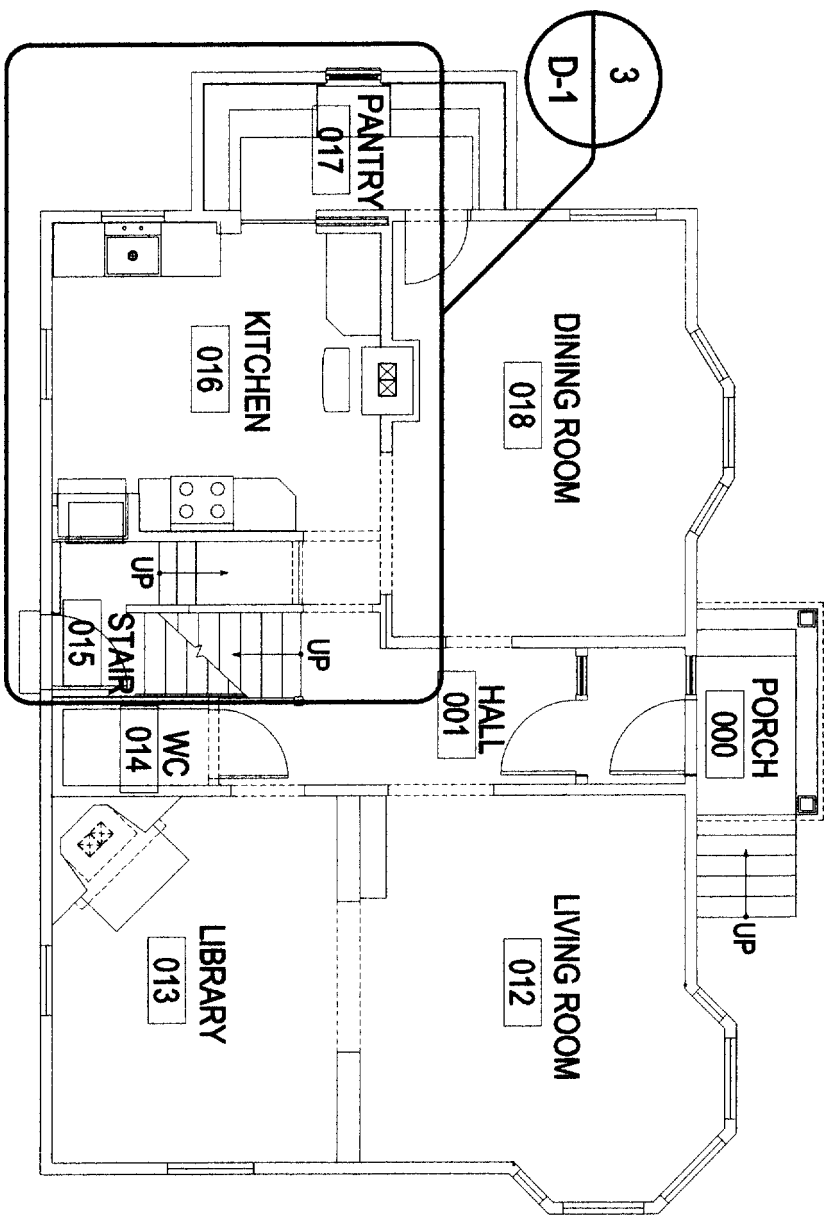 3
D-1
PANTRY
017
DINING ROOM
018
KITCHEN
016
UP
UP
STAIR
015
HALL
001
PORCH
000
WC
014
UP
LIVING ROOM
012
LIBRARY
013